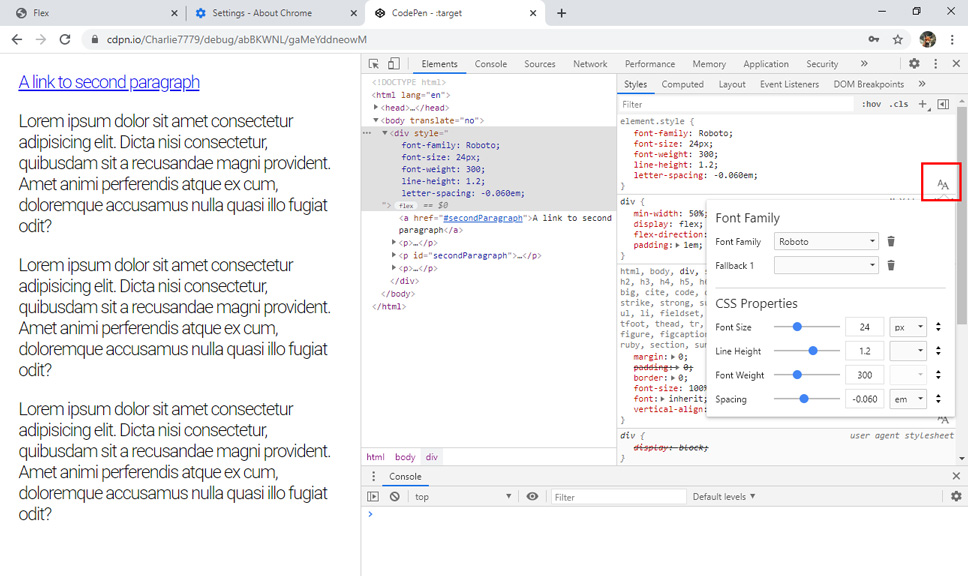 Flex
Settings - About Chrome
CodePen - :target
cdpn.io/Charlie7779/debug/abBKWNL/gaMeYddneowM
A link to second paragraph
Lorem ipsum dolor sit amet consectetur
adipisicing elit. Dicta nisi consectetur,
quibusdam sit a recusandae magni provident.
Amet animi perferendis atque ex cum,
doloremque accusamus nulla quasi illo fugiat
odit?
Lorem ipsum dolor sit amet consectetur
adipisicing elit. Dicta nisi consectetur,
quibusdam sit a recusandae magni provident.
Amet animi perferendis atque ex cum,
doloremque accusamus nulla quasi illo fugiat
odit?
Lorem ipsum dolor sit amet consectetur
adipisicing elit. Dicta nisi consectetur,
quibusdam sit a recusandae magni provident.
Amet animi perferendis atque ex cum,
doloremque accusamus nulla quasi illo fugiat
odit?
Elements Console Sources Network Performance Memory Application Security »
<!DOCTYPE html>
<html lang="en">
<head>…</head>
<body translate="no">
<div style="
font-family: Roboto;
font-size: 24px;
font-weight: 300;
line-height: 1.2;
letter-spacing: -0.060em;
"> flex == $0
<a href="#secondParagraph">A link to second
paragraph</a>
<p>…</p>
<p id="secondParagraph">…</p>
<p>…</p>
</div>
</body>
</html>
html body div
Styles Computed Layout Event Listeners DOM Breakpoints »
Filter :hov .cls +
element.style {
font-family: Roboto;
font-size: 24px;
font-weight: 300;
line-height: 1.2;
letter-spacing: -0.060em;
}
AA
div {
min-width: 50%;
display: flex;
flex-direction:
padding: 1em;
}
html, body, div, s
h2, h3, h4, h5, h
big, cite, code,
strike, strong, su
ul, li, fieldset,
tfoot, thead, tr,
figure, figcaption
ruby, section, sum
margin: 0;
padding: 0;
border: 0;
font-size: 100%
font: inherit;
vertical-align:
}
AA
div { user agent stylesheet
display: block;
}
Font Family
Font Family Roboto
Fallback 1
CSS Properties
Font Size 24 px
Line Height 1.2
Font Weight 300
Spacing -0.060 em
Console
top Filter Default levels